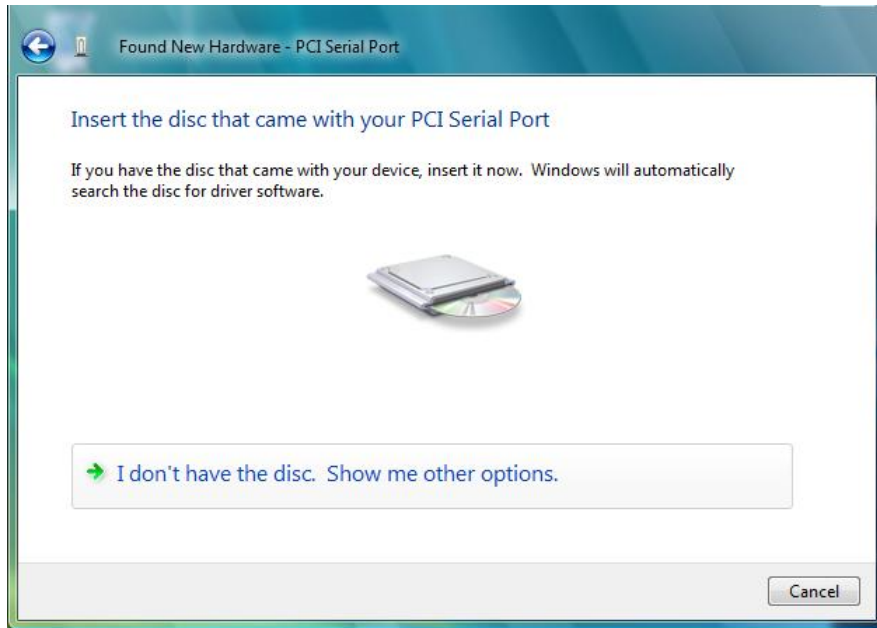 Found New Hardware - PCI Serial Port
Insert the disc that came with your PCI Serial Port
If you have the disc that came with your device, insert it now.  Windows will automatically
search the disc for driver software.
I don't have the disc.  Show me other options.
Cancel